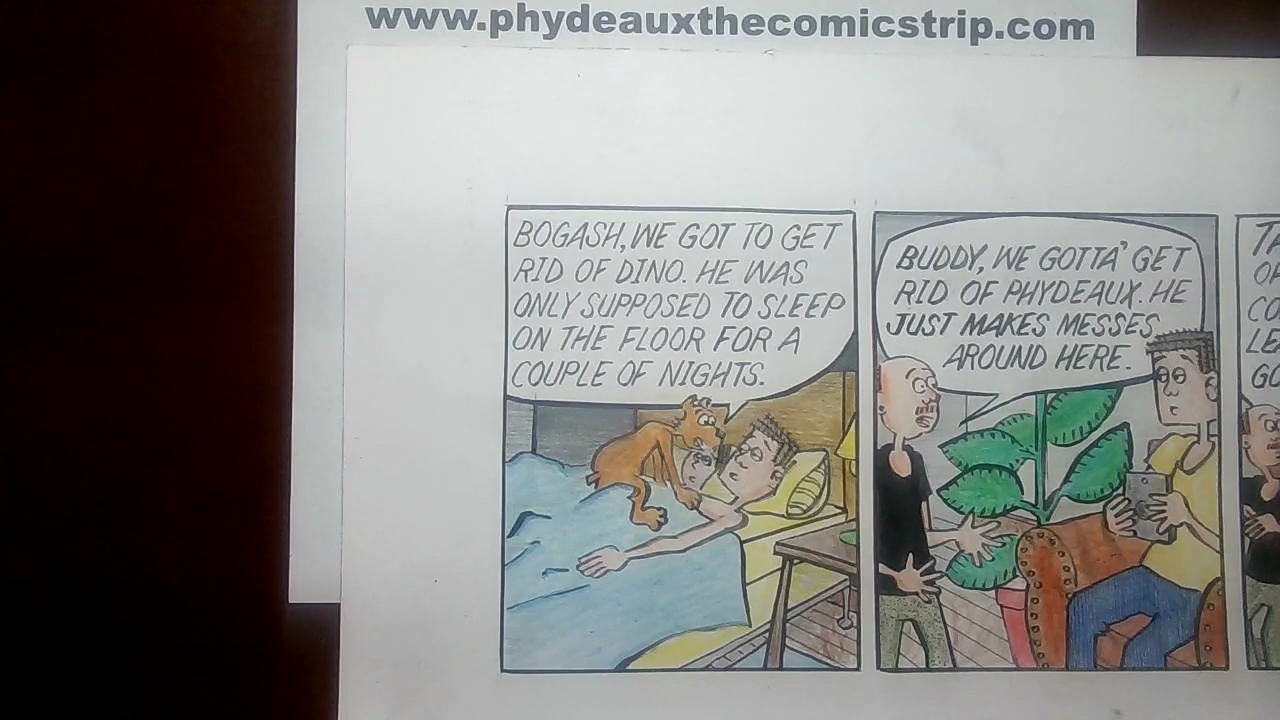 www.phydeauxthecomicstrip.com
BOGASH, WE GOT TO GET
RID OF DINO. HE WAS
ONLY SUPPOSED TO SLEEP
ON THE FLOOR FOR A
COUPLE OF NIGHTS.
BUDDY, WE GOTTA' GET
RID OF PHYDEAUX. HE
JUST MAKES MESSES
AROUND HERE.